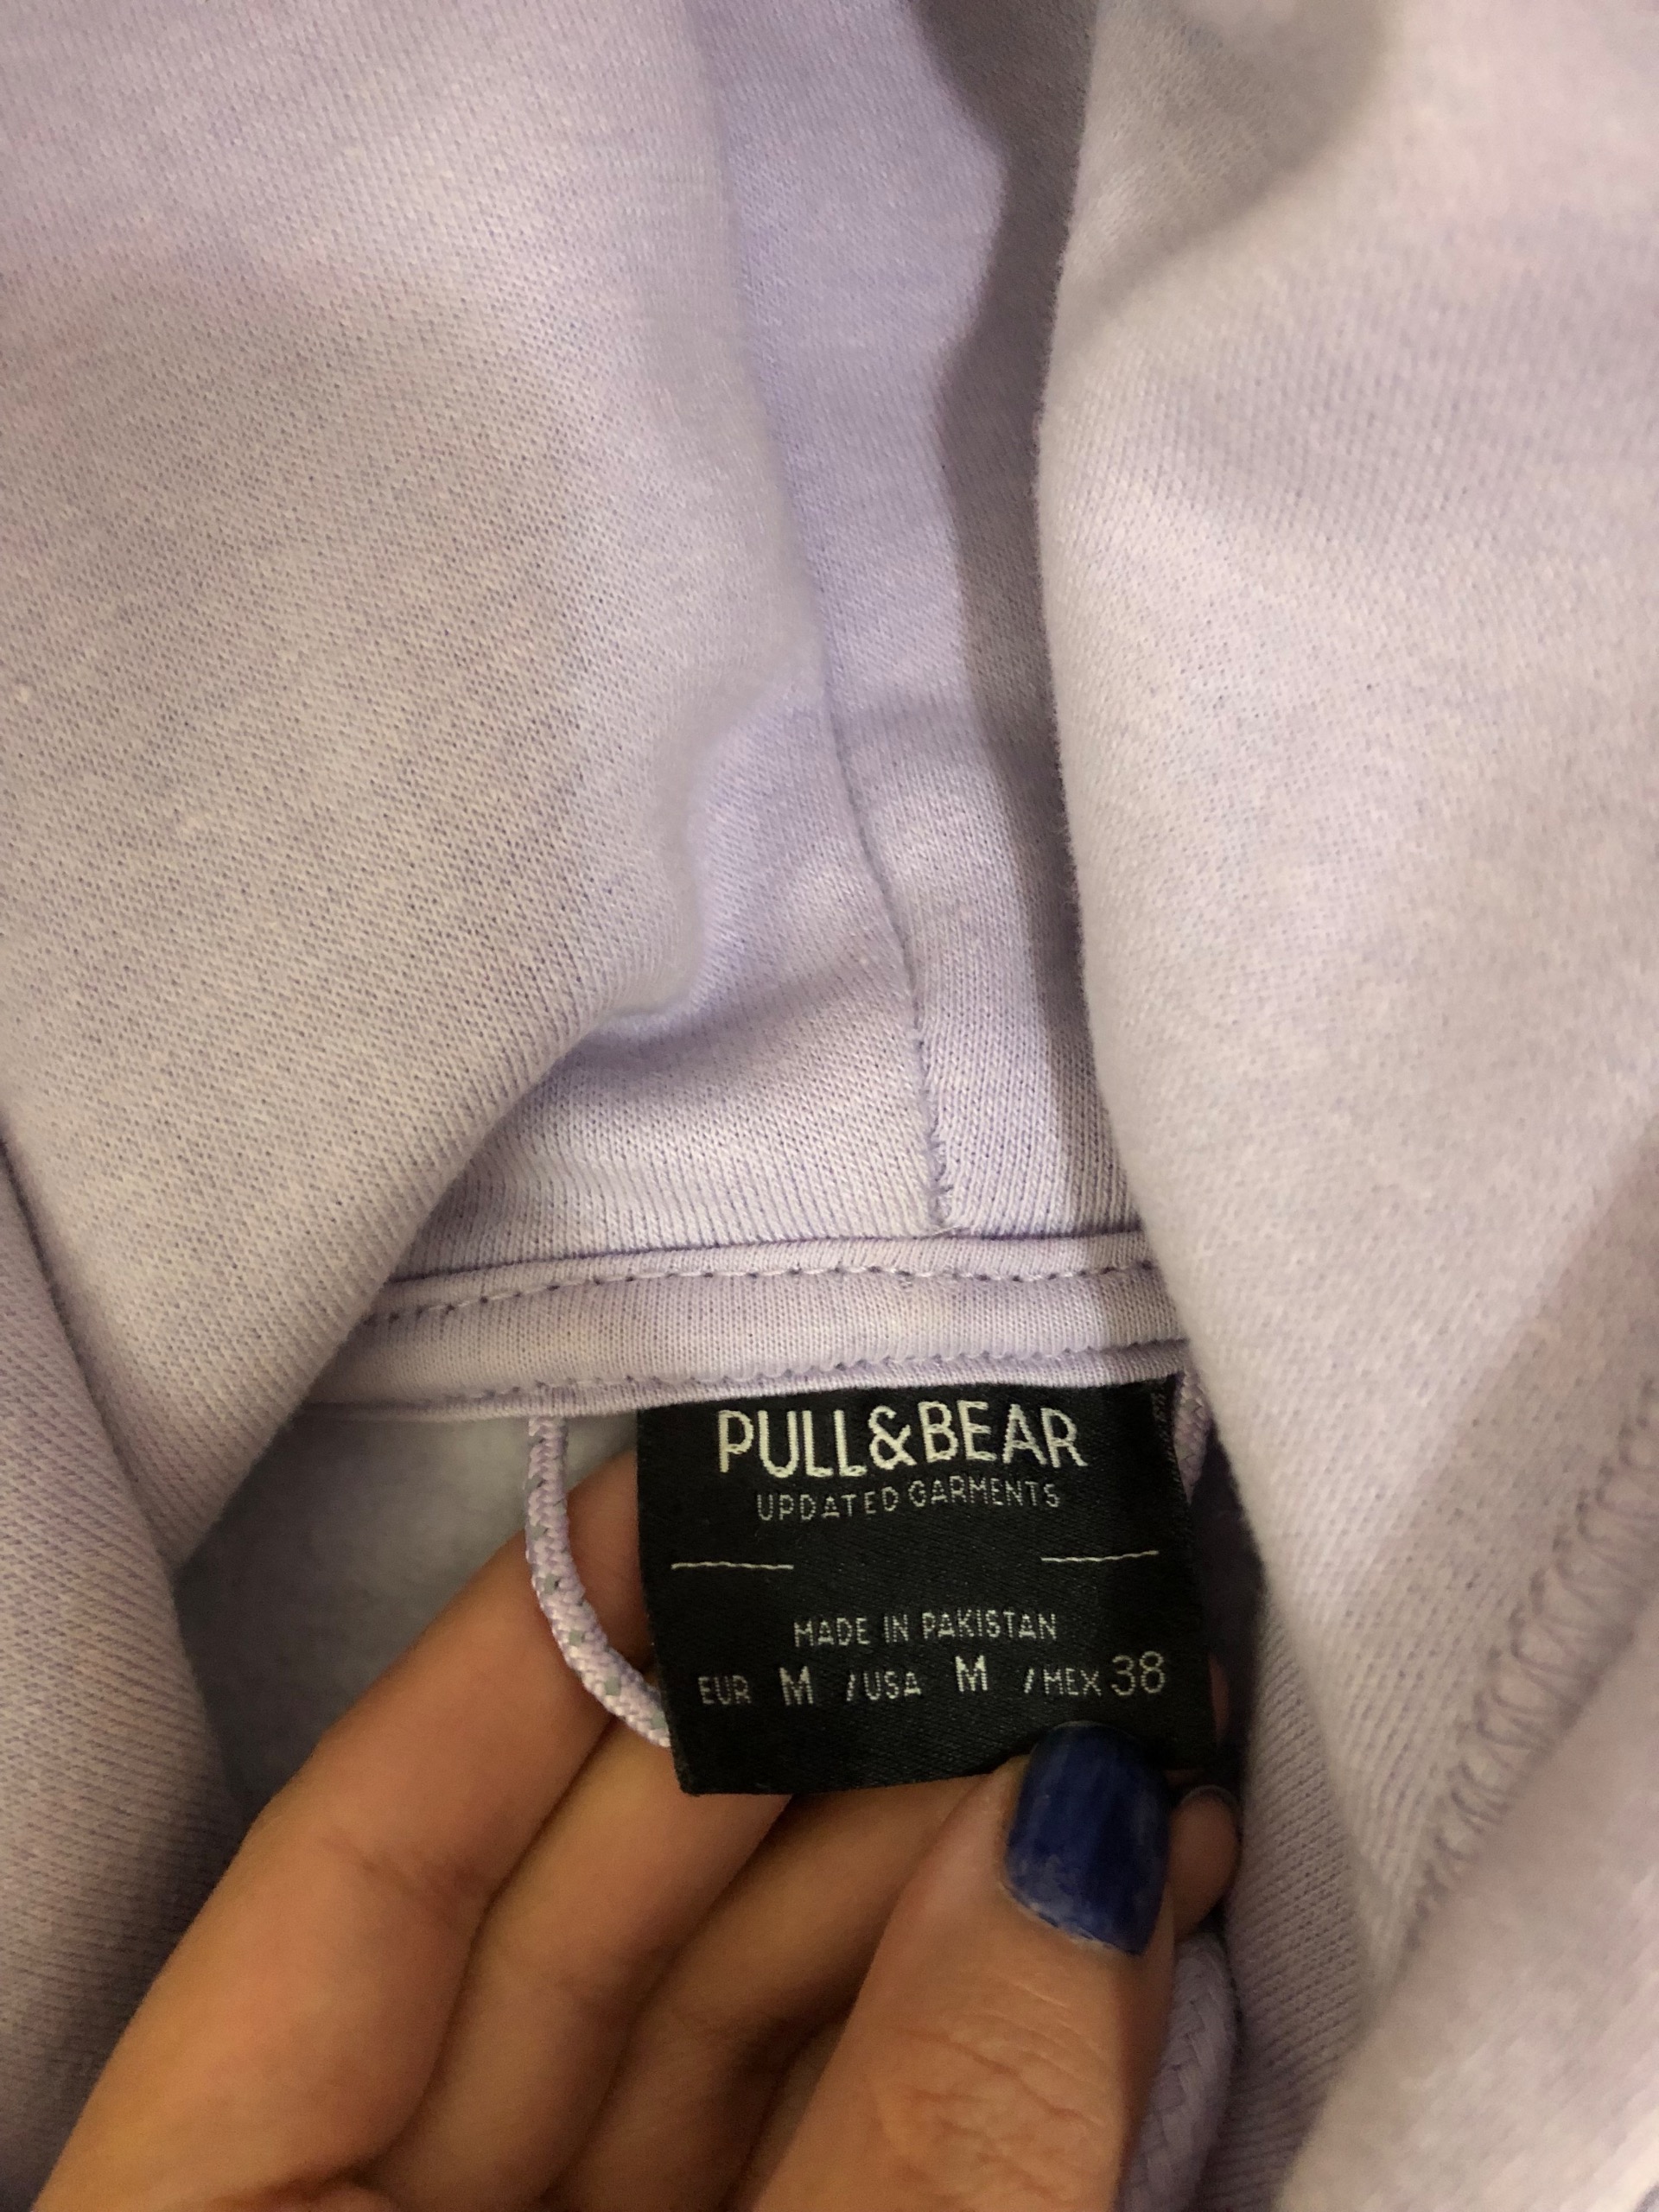 PULL&BEAR
UPDATED GARMENTS
MADE IN PAKISTAN
EUR M /USA M /MEX 38